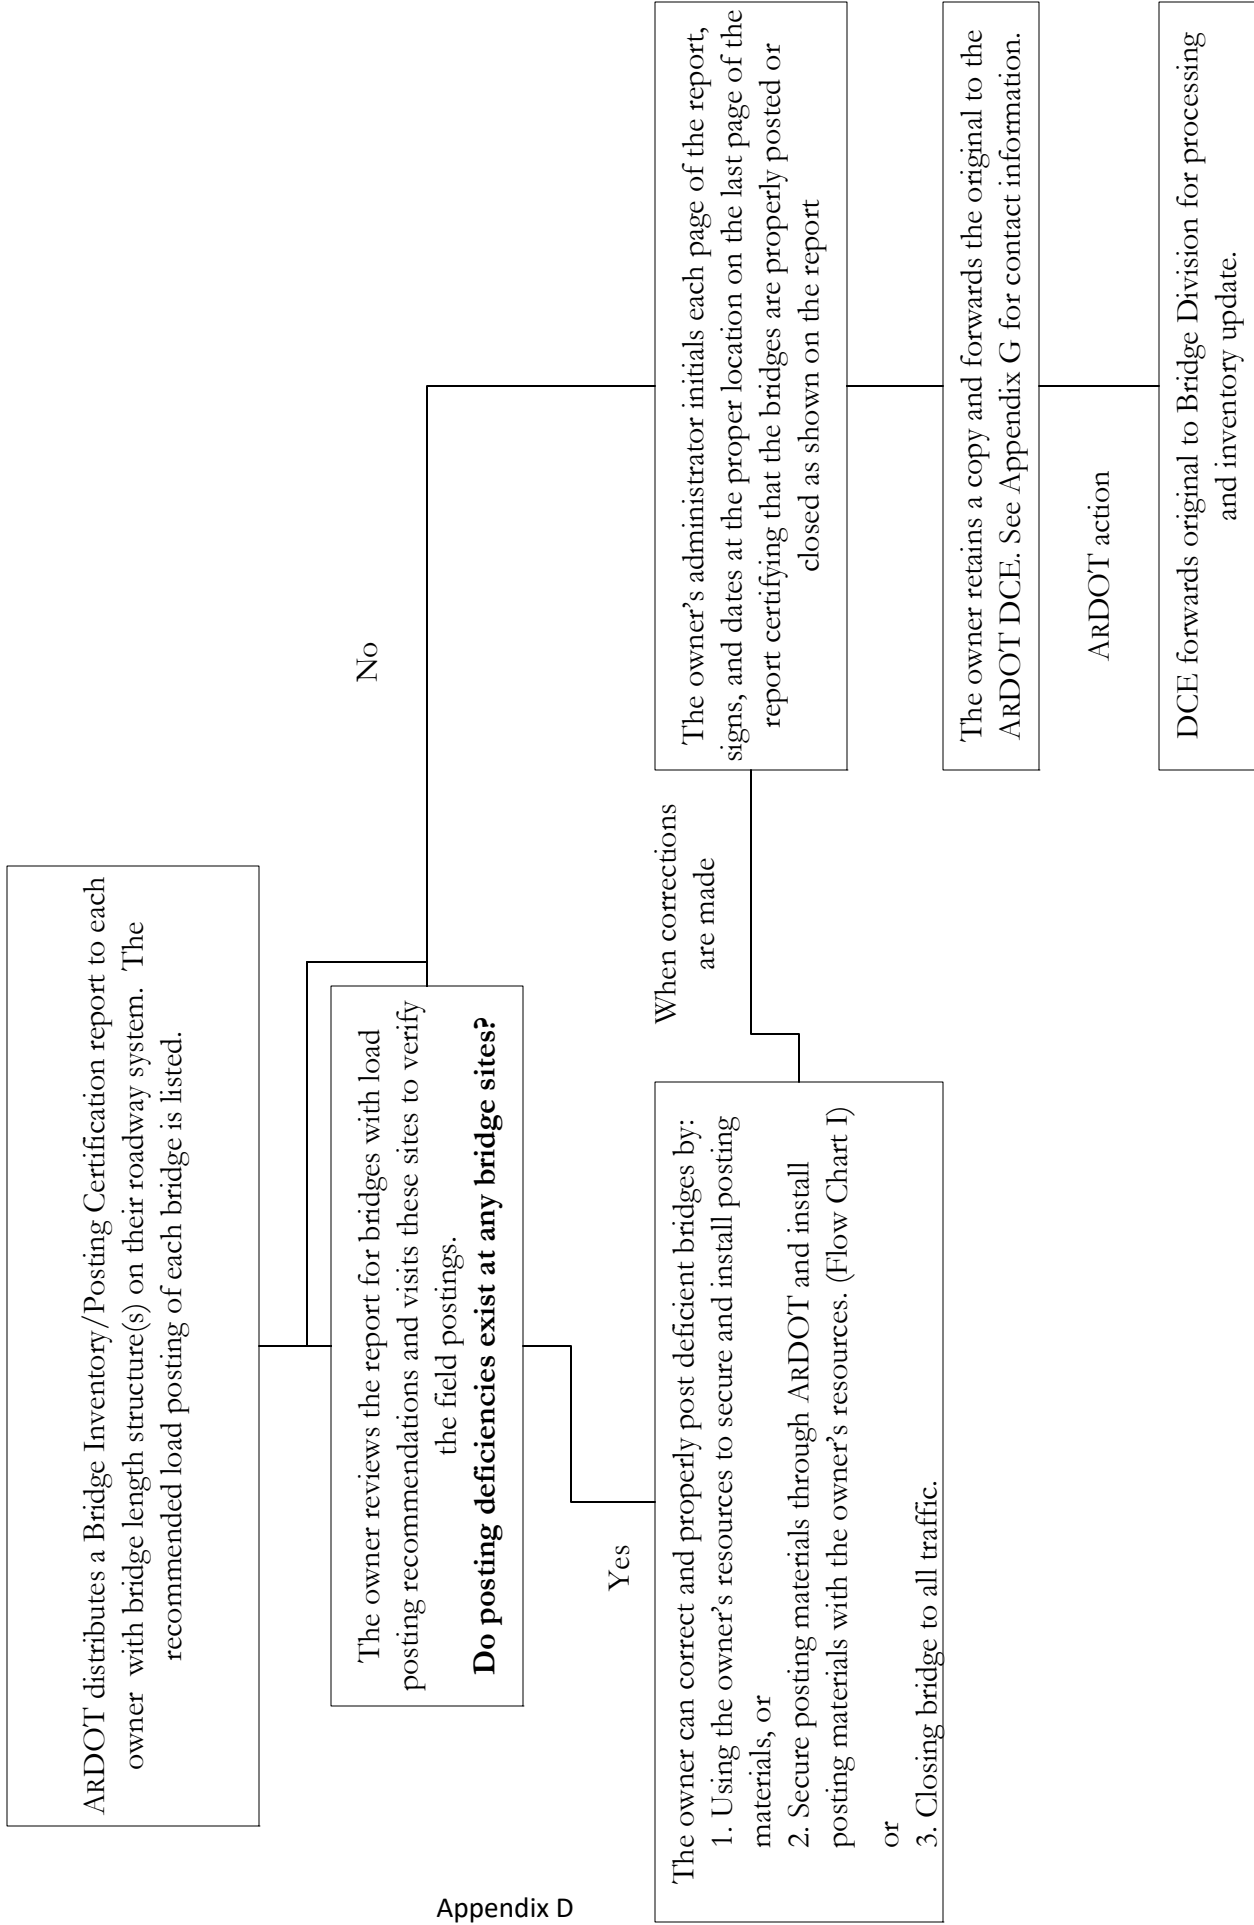 ARDOT distributes a Bridge Inventory/Posting Certification report to each
owner with bridge length structure(s) on their roadway system. The
recommended load posting of each bridge is listed.
The owner reviews the report for bridges with load
posting recommendations and visits these sites to verify
the field postings.
Do posting deficiencies exist at any bridge sites?
No
Yes
The owner can correct and properly post deficient bridges by:
1. Using the owner’s resources to secure and install posting
materials, or
2. Secure posting materials through ARDOT and install
posting materials with the owner’s resources. (Flow Chart I)
or
3. Closing bridge to all traffic.
When corrections
are made
The owner’s administrator initials each page of the report,
signs, and dates at the proper location on the last page of the
report certifying that the bridges are properly posted or
closed as shown on the report
The owner retains a copy and forwards the original to the
ARDOT DCE. See Appendix G for contact information.
ARDOT action
DCE forwards original to Bridge Division for processing
and inventory update.
Appendix D